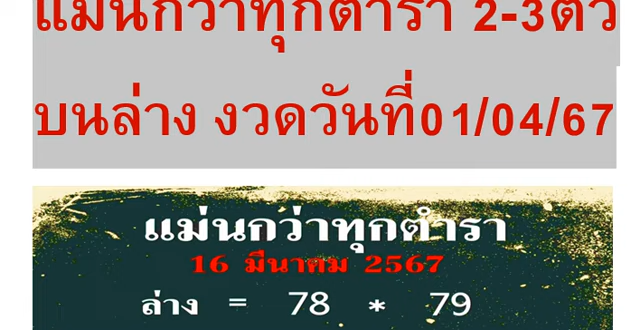 แม่นกว่าทุกตำรา 2-3ตัว
บนล่าง งวดวันที่01/04/67
แม่นกว่าทุกตำรา
16 มีนาคม 2567
ล่าง = 78 * 79